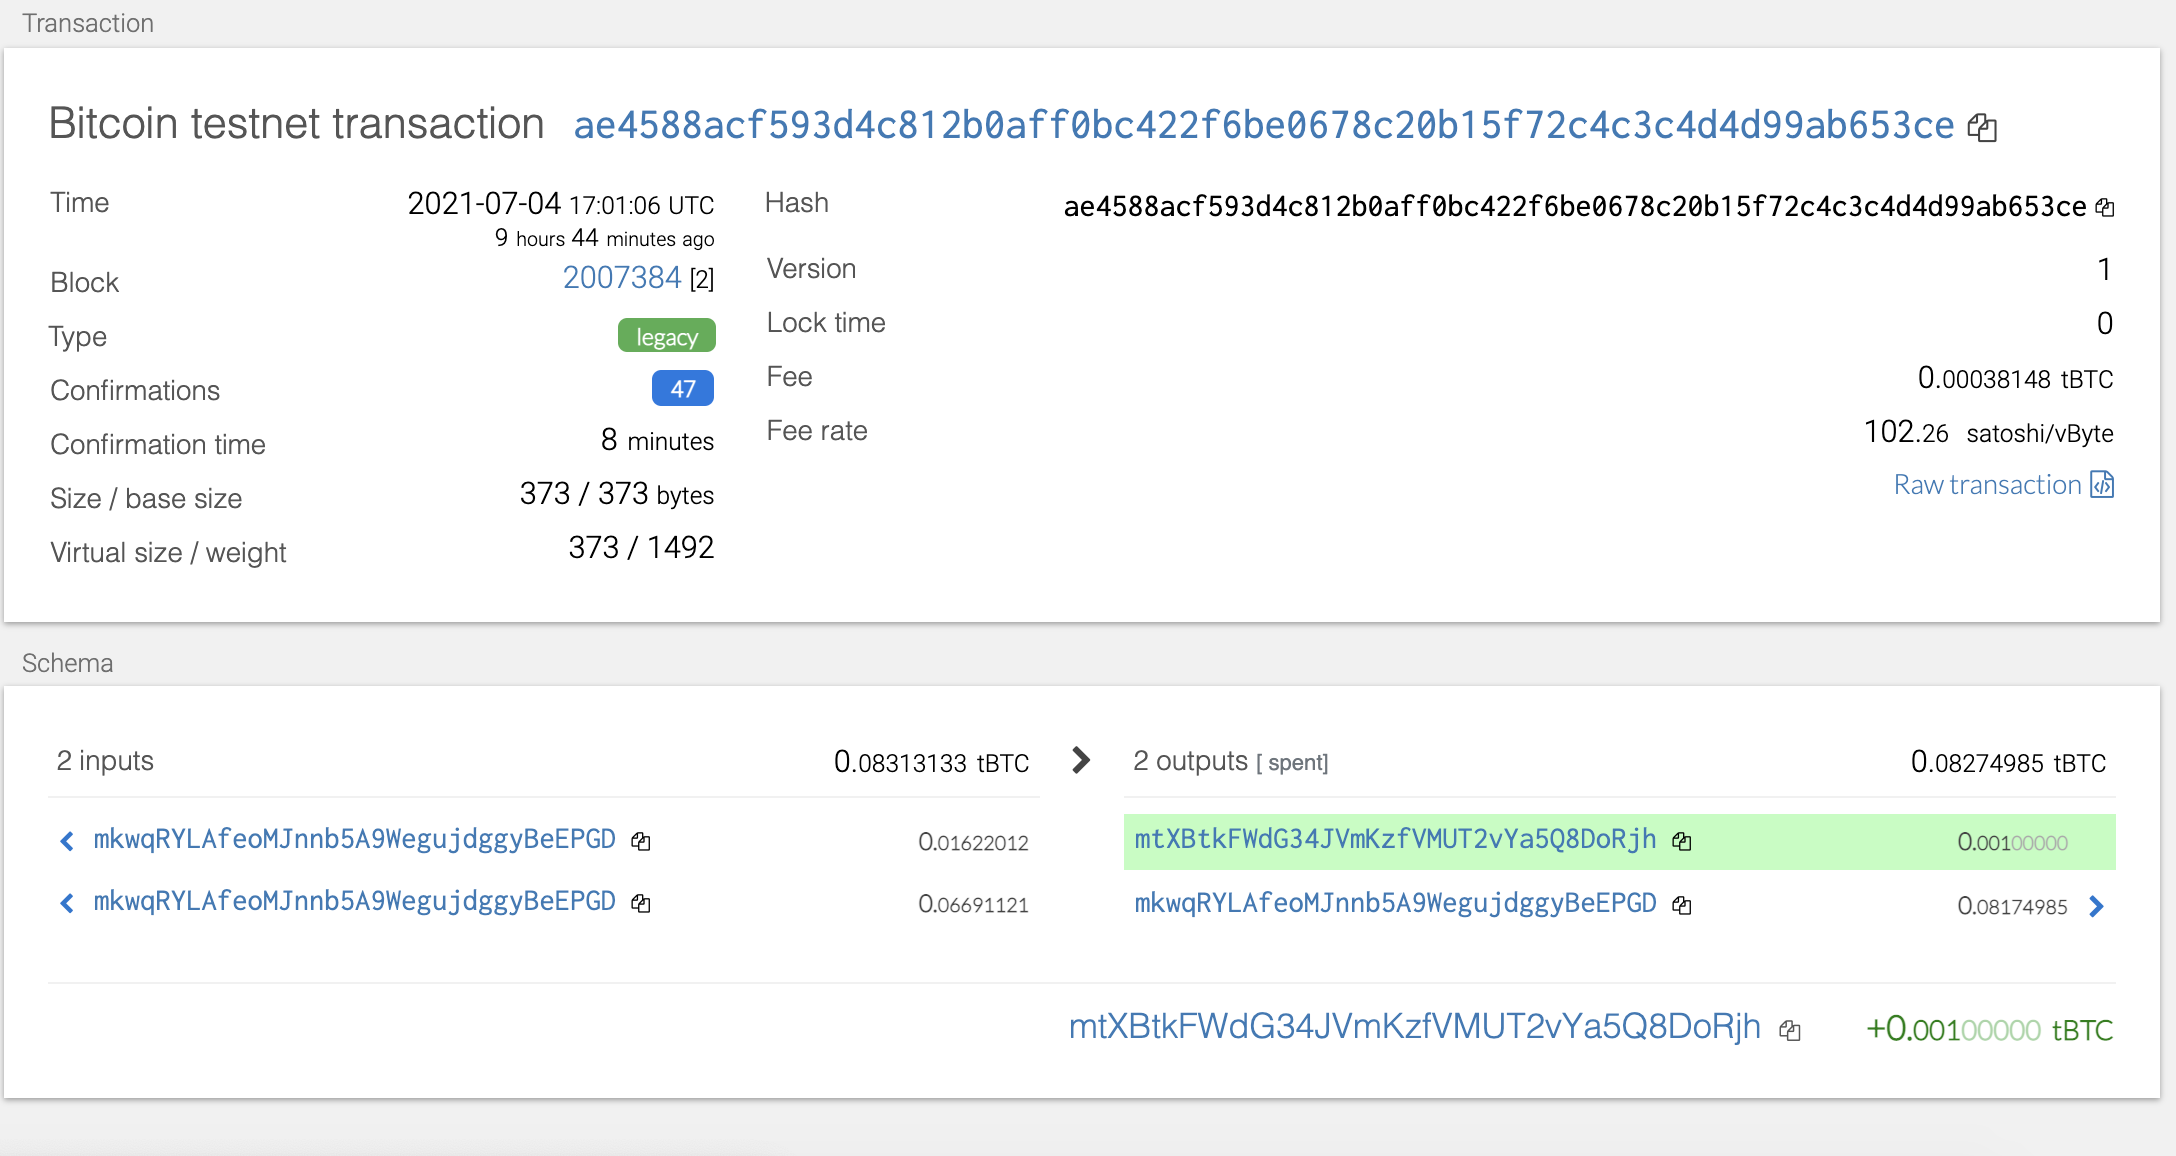 Transaction
Bitcoin testnet transaction ae4588acf593d4c812b0aff0bc422f6be0678c20b15f72c4c3c4d4d99ab653ce
Time 2021-07-04 17:01:06 UTC
9 hours 44 minutes ago
Block 2007384 [2]
Type legacy
Confirmations 47
Confirmation time 8 minutes
Size / base size 373 / 373 bytes
Virtual size / weight 373 / 1492
Hash ae4588acf593d4c812b0aff0bc422f6be0678c20b15f72c4c3c4d4d99ab653ce
Version 1
Lock time 0
Fee 0.00038148 tBTC
Fee rate 102.26 satoshi/vByte
Raw transaction
Schema
2 inputs 0.08313133 tBTC
mkwqRYLAfeoMJnnb5A9WegujdggyBeEPGD 0.01622012
mkwqRYLAfeoMJnnb5A9WegujdggyBeEPGD 0.06691121
2 outputs [ spent] 0.08274985 tBTC
mtXBtkFWdG34JVmKzfVMUT2vYa5Q8DoRjh 0.00100000
mkwqRYLAfeoMJnnb5A9WegujdggyBeEPGD 0.08174985
mtXBtkFWdG34JVmKzfVMUT2vYa5Q8DoRjh +0.00100000 tBTC